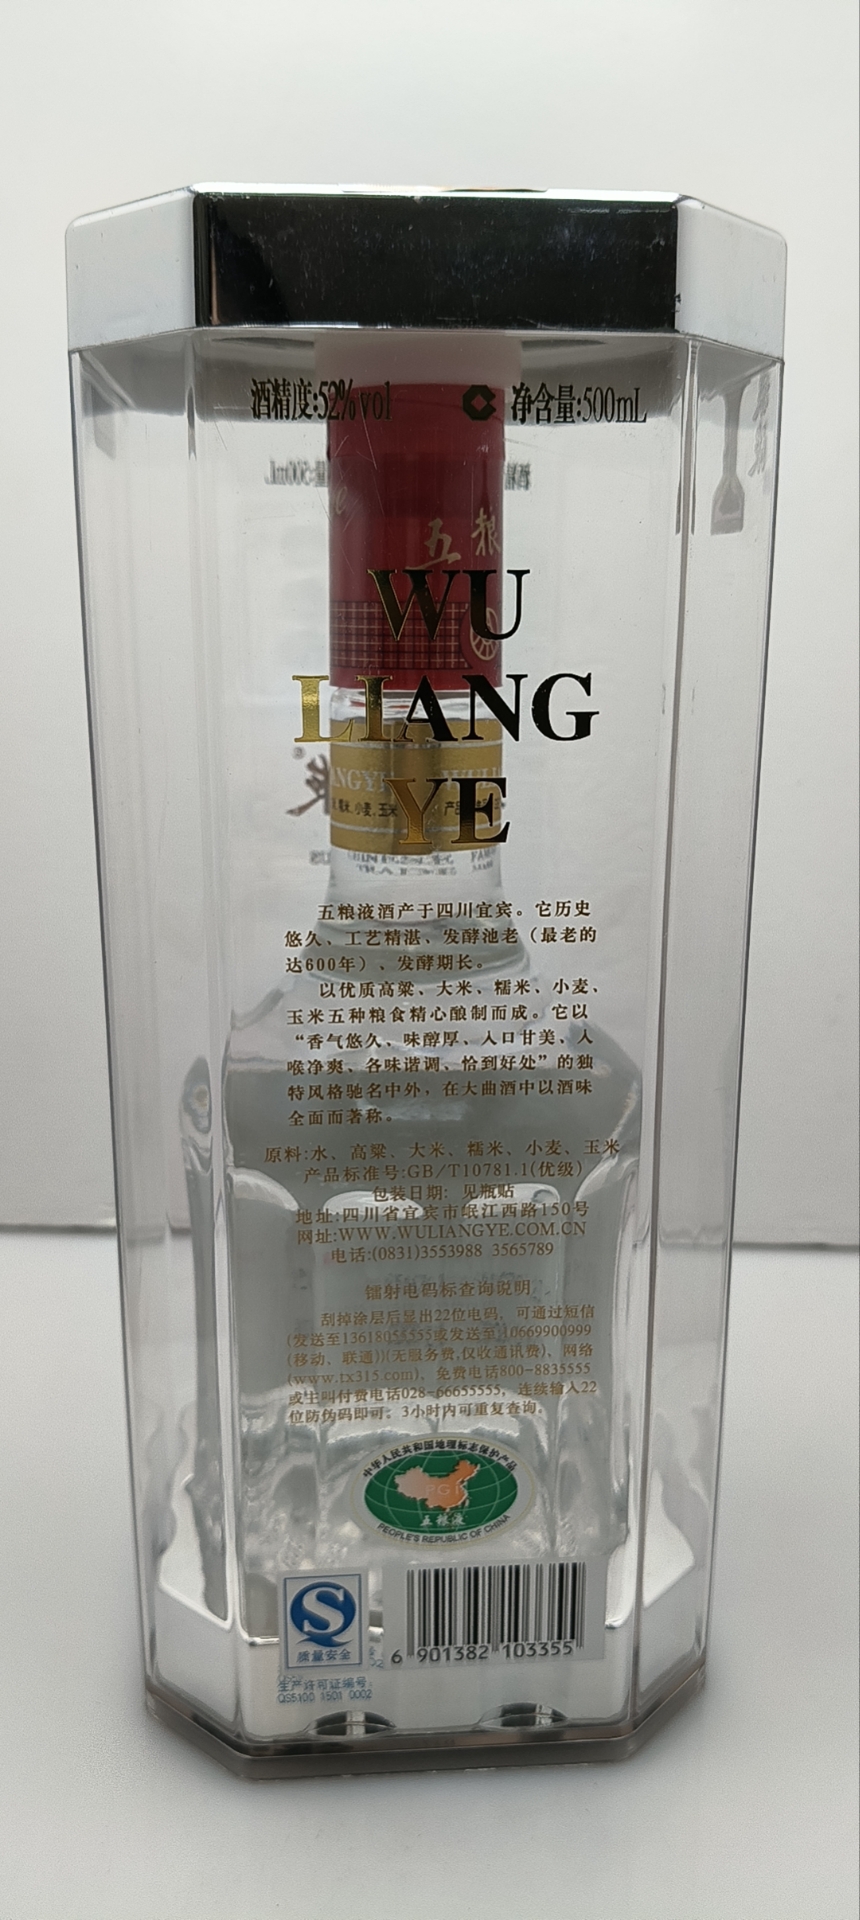 酒精度:52%vol 净含量:500mL
五粮
WU
LIANG
YE
糯米、小麦、玉米
五粮液酒产于四川宜宾。它历史
悠久、工艺精湛、发酵池老（最老的
达600年）、发酵期长。
以优质高粱、大米、糯米、小麦、
玉米五种粮食精心酿制而成。它以
“香气悠久、味醇厚、入口甘美、入
喉净爽、各味谐调、恰到好处”的独
特风格驰名中外，在大曲酒中以酒味
全面而著称。
原料:水、高粱、大米、糯米、小麦、玉米
产品标准号:GB/T10781.1(优级)
包装日期: 见瓶贴
地址:四川省宜宾市岷江西路150号
网址:WWW.WULIANGYE.COM.CN
电话:(0831)3553988 3565789
镭射电码标查询说明
刮掉涂层后显出22位电码，可通过短信
(发送至13618055555或发送至10669900999
(移动、联通))(无服务费,仅收通讯费)、网络
(www.tx315.com)、免费电话800-8835555
或主叫付费电话028-66655555，连续输入22
位防伪码即可。3小时内可重复查询。
中华人民共和国地理标志保护产品
PGI
五粮液
PEOPLE'S REPUBLIC OF CHINA
质量安全
6 901382 103355
生产许可证编号:
QS5100 1501 0002